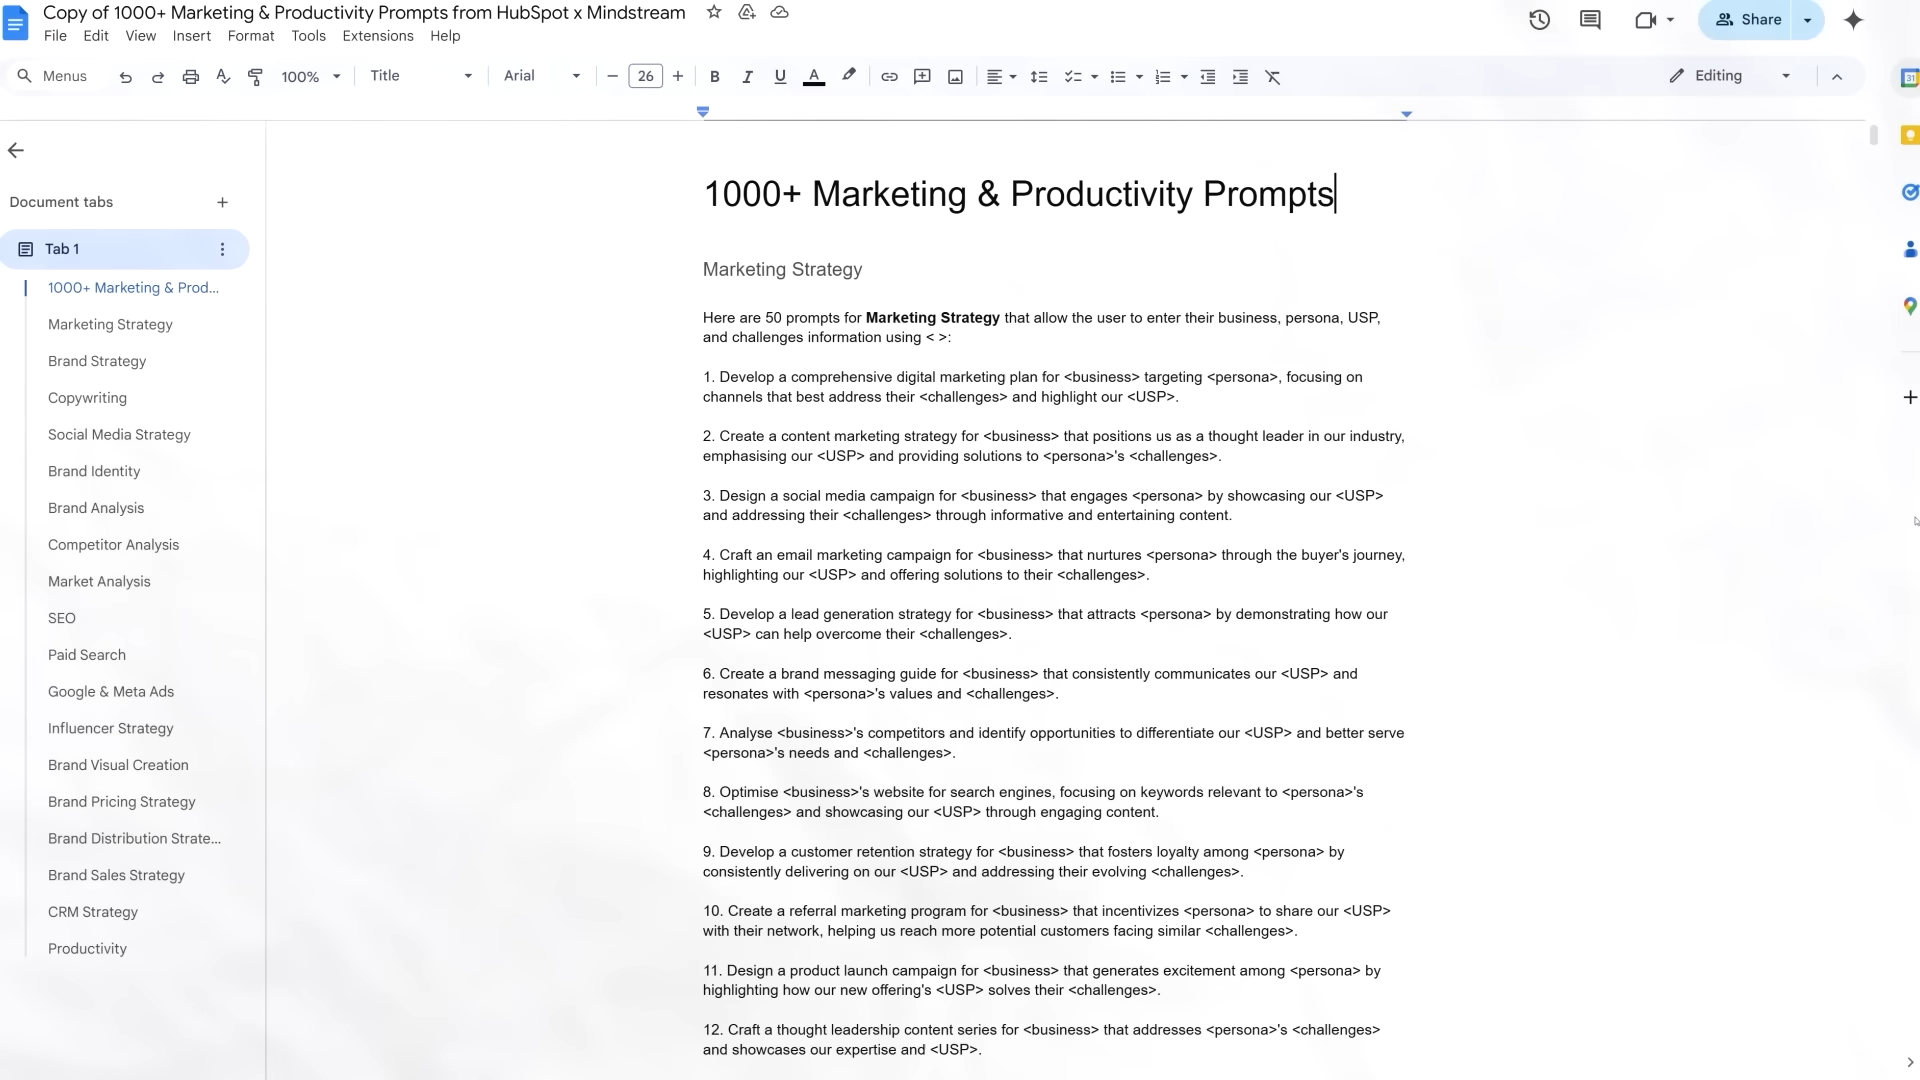 Copy of 1000+ Marketing & Productivity Prompts from HubSpot x Mindstream
File Edit View Insert Format Tools Extensions Help
Share
Menus 100% Title Arial 26 B I U A Editing
31
Document tabs
Tab 1
1000+ Marketing & Prod...
Marketing Strategy
Brand Strategy
Copywriting
Social Media Strategy
Brand Identity
Brand Analysis
Competitor Analysis
Market Analysis
SEO
Paid Search
Google & Meta Ads
Influencer Strategy
Brand Visual Creation
Brand Pricing Strategy
Brand Distribution Strate...
Brand Sales Strategy
CRM Strategy
Productivity
1000+ Marketing & Productivity Prompts
Marketing Strategy
Here are 50 prompts for Marketing Strategy that allow the user to enter their business, persona, USP,
and challenges information using < >:
1. Develop a comprehensive digital marketing plan for <business> targeting <persona>, focusing on
channels that best address their <challenges> and highlight our <USP>.
2. Create a content marketing strategy for <business> that positions us as a thought leader in our industry,
emphasising our <USP> and providing solutions to <persona>'s <challenges>.
3. Design a social media campaign for <business> that engages <persona> by showcasing our <USP>
and addressing their <challenges> through informative and entertaining content.
4. Craft an email marketing campaign for <business> that nurtures <persona> through the buyer's journey,
highlighting our <USP> and offering solutions to their <challenges>.
5. Develop a lead generation strategy for <business> that attracts <persona> by demonstrating how our
<USP> can help overcome their <challenges>.
6. Create a brand messaging guide for <business> that consistently communicates our <USP> and
resonates with <persona>'s values and <challenges>.
7. Analyse <business>'s competitors and identify opportunities to differentiate our <USP> and better serve
<persona>'s needs and <challenges>.
8. Optimise <business>'s website for search engines, focusing on keywords relevant to <persona>'s
<challenges> and showcasing our <USP> through engaging content.
9. Develop a customer retention strategy for <business> that fosters loyalty among <persona> by
consistently delivering on our <USP> and addressing their evolving <challenges>.
10. Create a referral marketing program for <business> that incentivizes <persona> to share our <USP>
with their network, helping us reach more potential customers facing similar <challenges>.
11. Design a product launch campaign for <business> that generates excitement among <persona> by
highlighting how our new offering's <USP> solves their <challenges>.
12. Craft a thought leadership content series for <business> that addresses <persona>'s <challenges>
and showcases our expertise and <USP>.